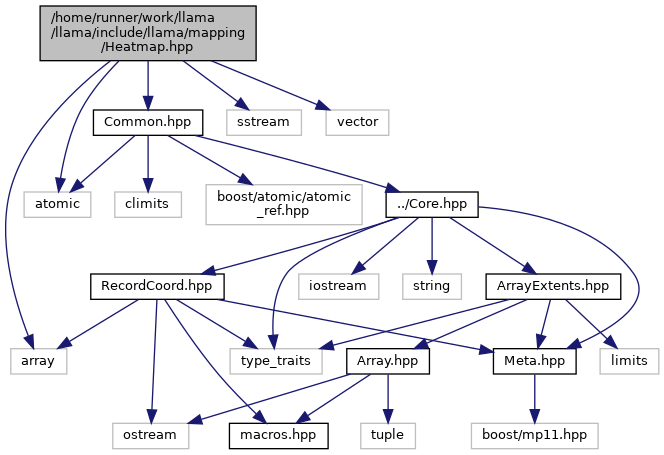 /home/runner/work/llama
/llama/include/llama/mapping
/Heatmap.hpp
Common.hpp
sstream
vector
atomic
climits
boost/atomic/atomic
_ref.hpp
../Core.hpp
RecordCoord.hpp
iostream
string
ArrayExtents.hpp
array
type_traits
Array.hpp
Meta.hpp
limits
ostream
macros.hpp
tuple
boost/mp11.hpp